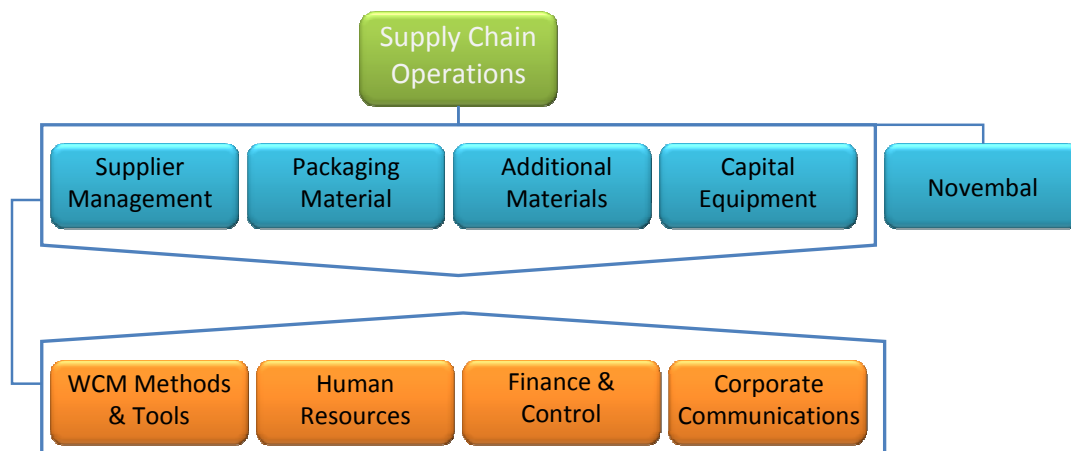 Supply Chain
Operations
Supplier
Management
Packaging
Material
Additional
Materials
Capital
Equipment
Novembal
WCM Methods
& Tools
Human
Resources
Finance &
Control
Corporate
Communications